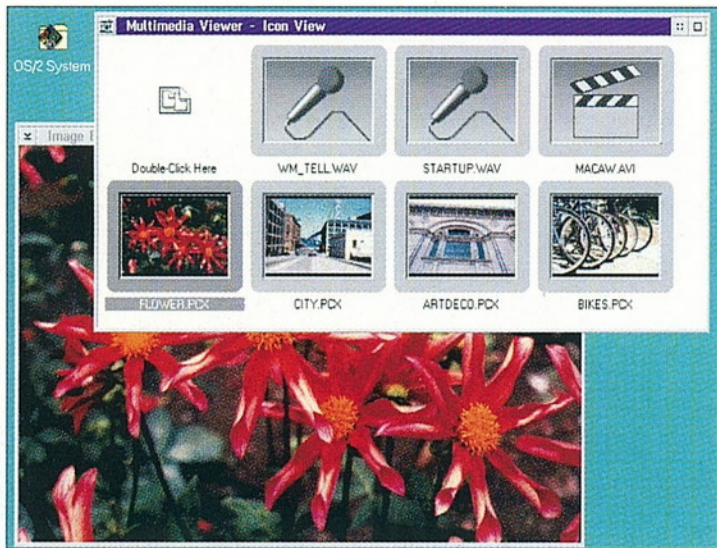 Multimedia Viewer - Icon View
OS/2 System
Image
Double-Click Here
WM_TELL.WAV
STARTUP.WAV
MACAW.AVI
FLOWER.PCX
CITY.PCX
ARTDECO.PCX
BIKES.PCX